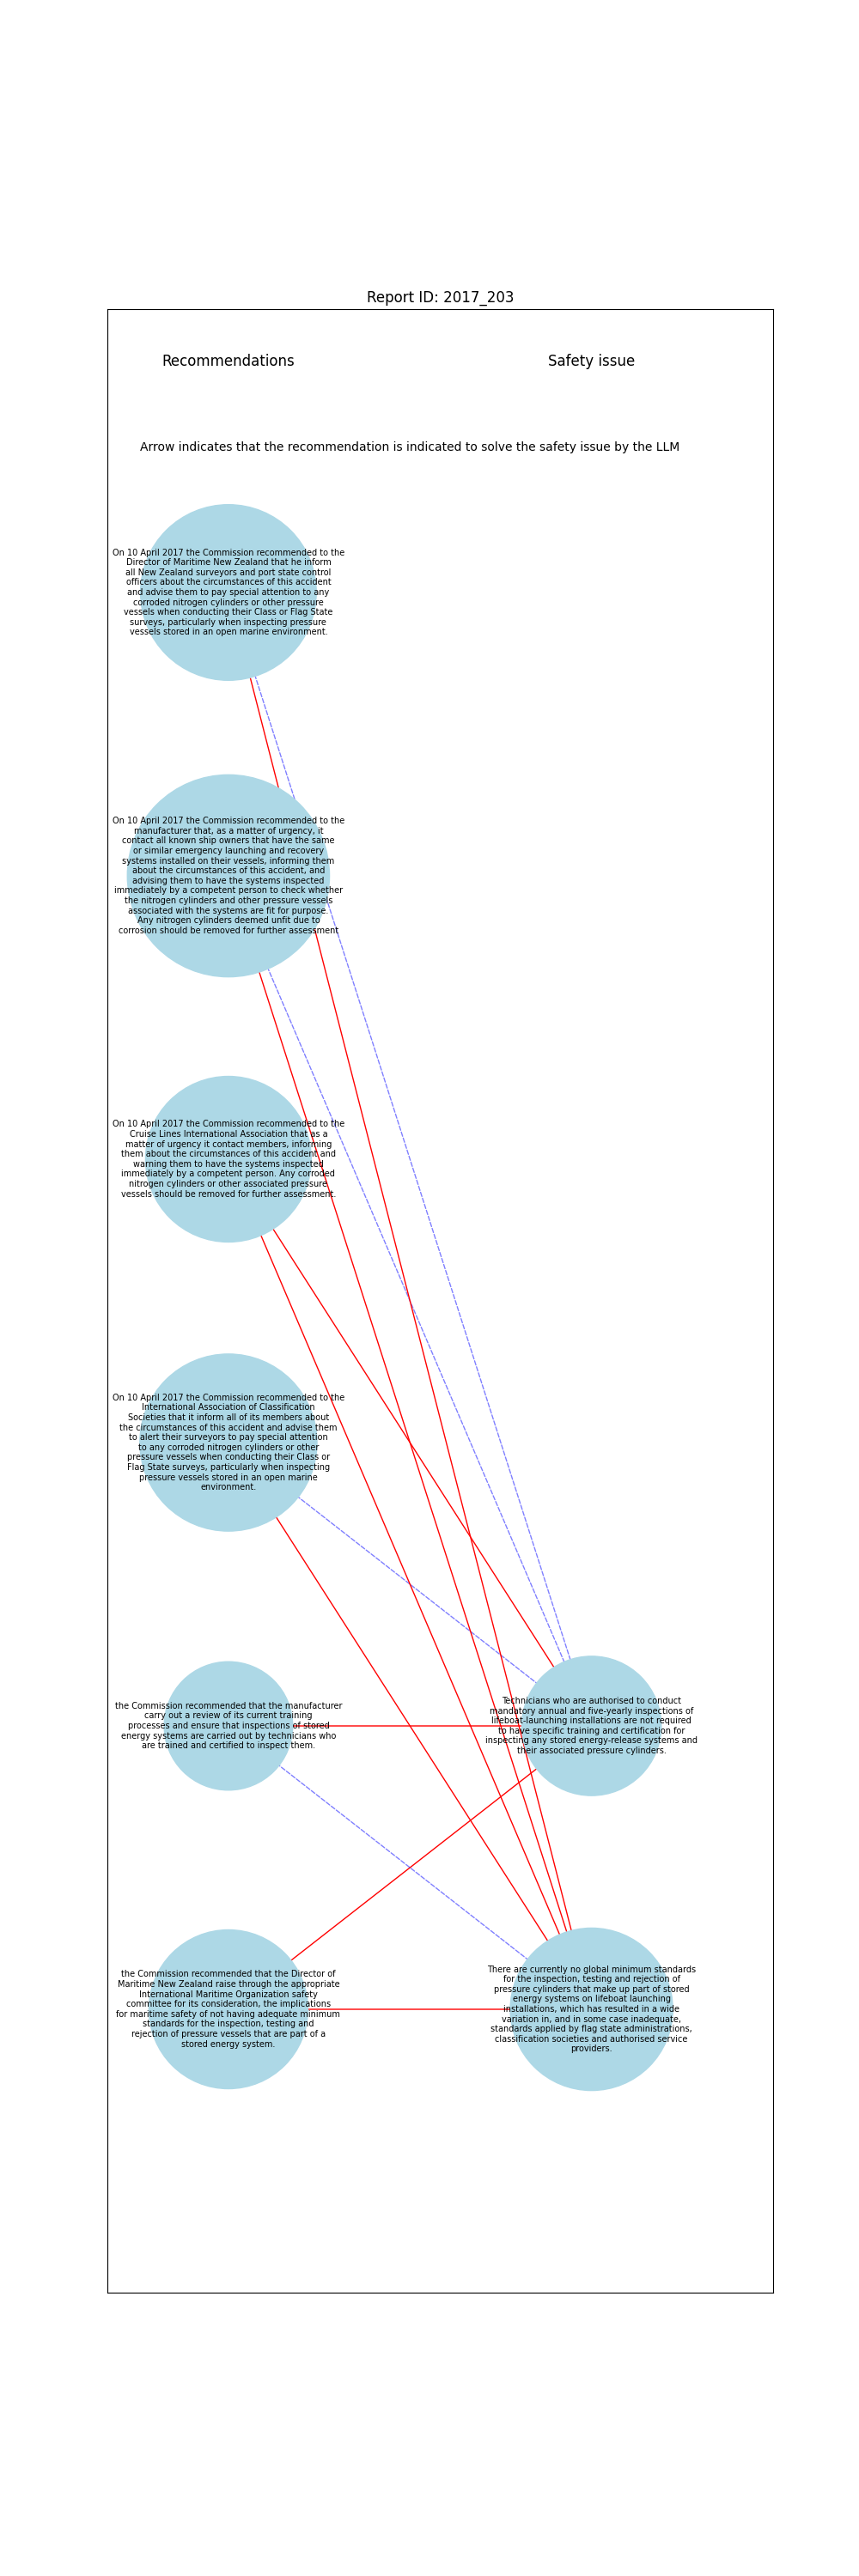 Report ID: 2017_203
Recommendations
Safety issue
Arrow indicates that the recommendation is indicated to solve the safety issue by the LLM
On 10 April 2017 the Commission recommended to the
Director of Maritime New Zealand that he inform
all New Zealand surveyors and port state control
officers about the circumstances of this accident
and advise them to pay special attention to any
corroded nitrogen cylinders or other pressure
vessels when conducting their Class or Flag State
surveys, particularly when inspecting pressure
vessels stored in an open marine environment.
On 10 April 2017 the Commission recommended to the
manufacturer that, as a matter of urgency, it
contact all known ship owners that have the same
or similar emergency launching and recovery
systems installed on their vessels, informing them
about the circumstances of this accident, and
advising them to have the systems inspected
immediately by a competent person to check whether
the nitrogen cylinders and other pressure vessels
associated with the systems are fit for purpose.
Any nitrogen cylinders deemed unfit due to
corrosion should be removed for further assessment
On 10 April 2017 the Commission recommended to the
Cruise Lines International Association that as a
matter of urgency it contact members, informing
them about the circumstances of this accident and
warning them to have the systems inspected
immediately by a competent person. Any corroded
nitrogen cylinders or other associated pressure
vessels should be removed for further assessment.
On 10 April 2017 the Commission recommended to the
International Association of Classification
Societies that it inform all of its members about
the circumstances of this accident and advise them
to alert their surveyors to pay special attention
to any corroded nitrogen cylinders or other
pressure vessels when conducting their Class or
Flag State surveys, particularly when inspecting
pressure vessels stored in an open marine
environment.
the Commission recommended that the manufacturer
carry out a review of its current training
processes and ensure that inspections of stored
energy systems are carried out by technicians who
are trained and certified to inspect them.
Technicians who are authorised to conduct
mandatory annual and five-yearly inspections of
lifeboat-launching installations are not required
to have specific training and certification for
inspecting any stored energy-release systems and
their associated pressure cylinders.
the Commission recommended that the Director of
Maritime New Zealand raise through the appropriate
International Maritime Organization safety
committee for its consideration, the implications
for maritime safety of not having adequate minimum
standards for the inspection, testing and
rejection of pressure vessels that are part of a
stored energy system.
There are currently no global minimum standards
for the inspection, testing and rejection of
pressure cylinders that make up part of stored
energy systems on lifeboat launching
installations, which has resulted in a wide
variation in, and in some case inadequate,
standards applied by flag state administrations,
classification societies and authorised service
providers.